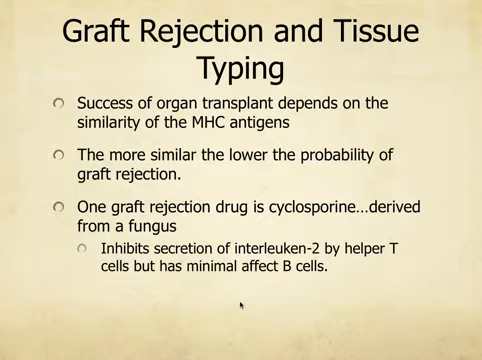 Graft Rejection and Tissue
Typing
Success of organ transplant depends on the
similarity of the MHC antigens
The more similar the lower the probability of
graft rejection.
One graft rejection drug is cyclosporine…derived
from a fungus
Inhibits secretion of interleuken-2 by helper T
cells but has minimal affect B cells.